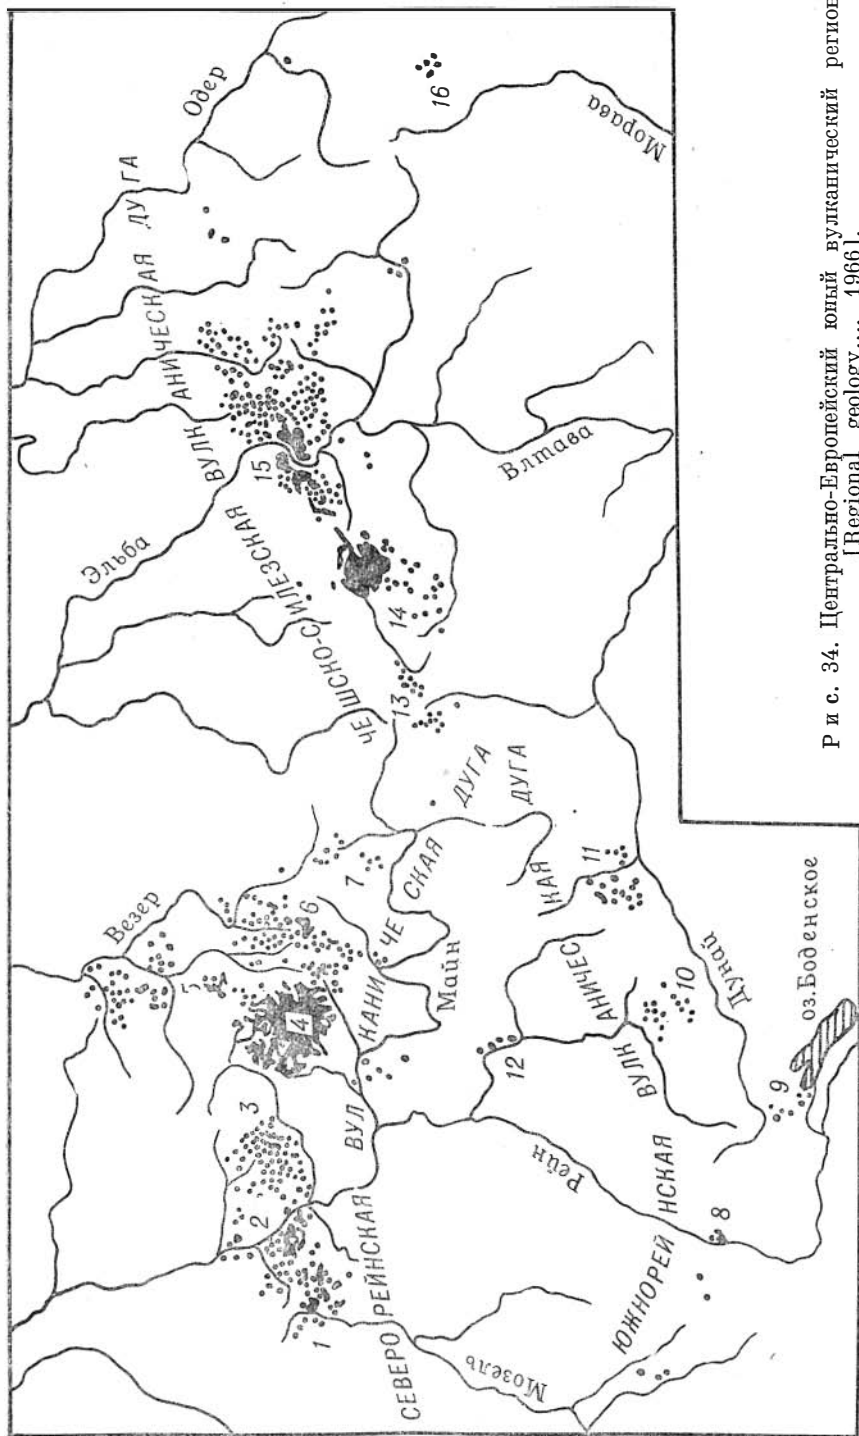 СЕВЕРОРЕЙНСКАЯ ВУЛКАНИЧЕСКАЯ ДУГА
ЮЖНОРЕЙНСКАЯ ВУЛКАНИЧЕСКАЯ ДУГА
ЧЕШСКО-СИЛЕЗСКАЯ ВУЛКАНИЧЕСКАЯ ДУГА
Мозель
Рейн
Майн
Везер
Дунай
оз. Боденское
Эльба
Влтава
Одер
Морава
1
2
3
4
5
6
7
8
9
10
11
12
13
14
15
16
Рис. 34. Центрально-Европейский юный вулканический регион
[Regional geology..., 1966].